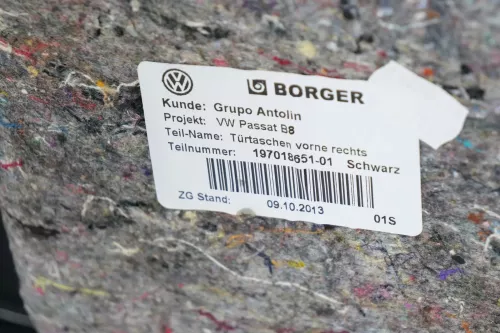 BORGER
Kunde: Grupo Antolin
Projekt: VW Passat B8
Teil-Name: Türtaschen vorne rechts
Teilnummer: 197018651-01 Schwarz
ZG Stand: 09.10.2013 01S